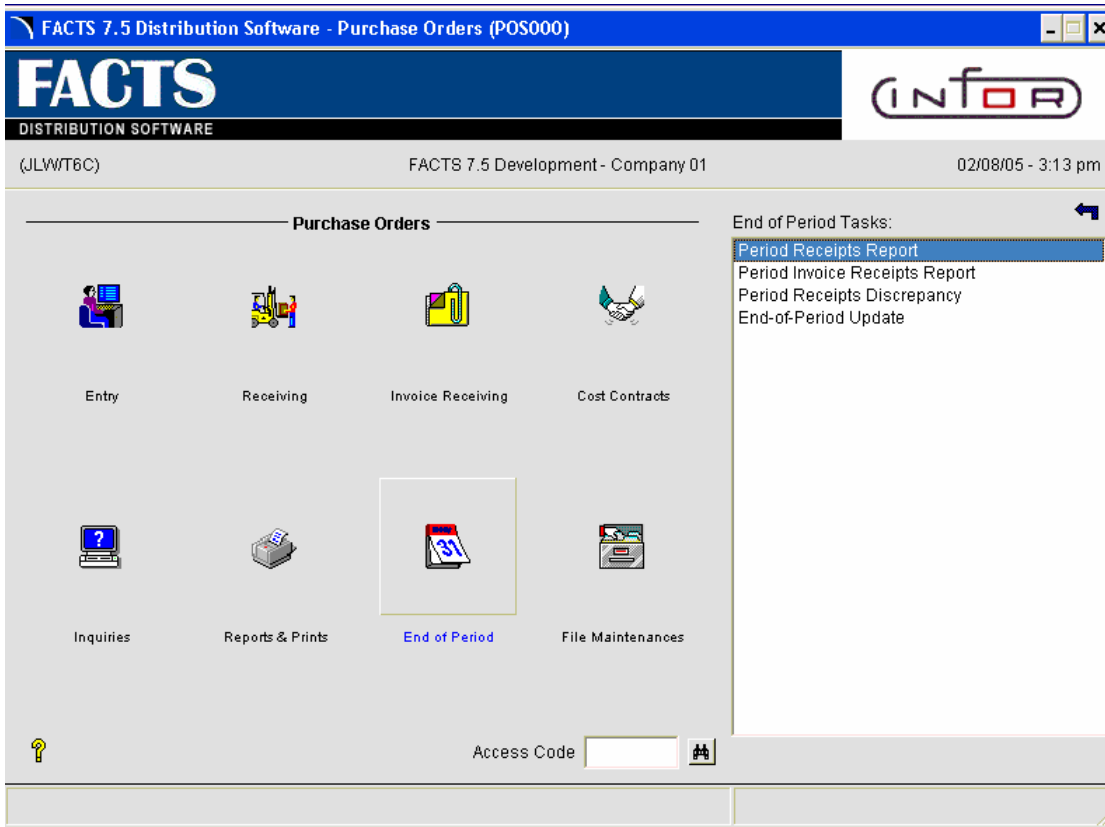 FACTS 7.5 Distribution Software - Purchase Orders (POS000)
FACTS
DISTRIBUTION SOFTWARE
infor
(JLW/T6C)
FACTS 7.5 Development - Company 01
02/08/05 - 3:13 pm
Purchase Orders
Entry
Receiving
Invoice Receiving
Cost Contracts
?
31
Inquiries
Reports & Prints
End of Period
File Maintenances
?
Access Code
End of Period Tasks:
Period Receipts Report
Period Invoice Receipts Report
Period Receipts Discrepancy
End-of-Period Update